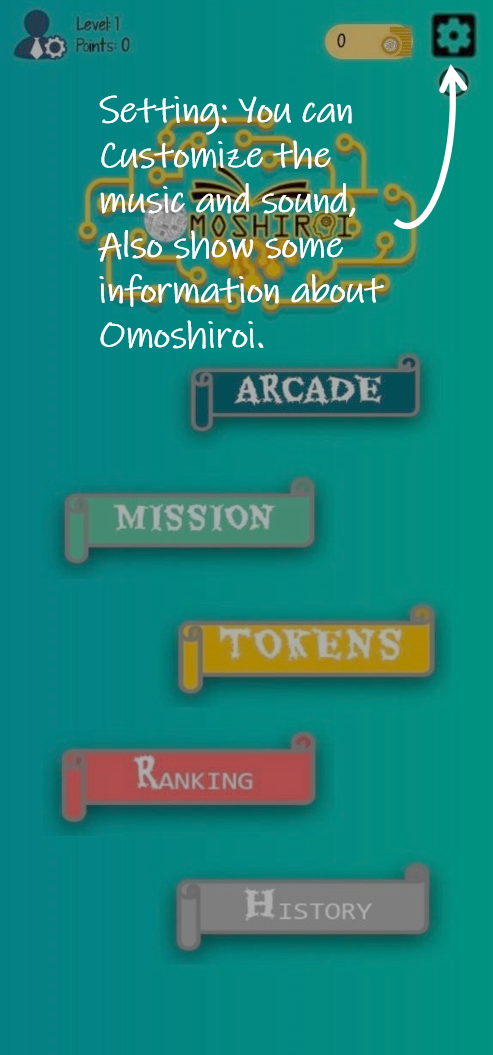 Level: 1
Points: 0
0
Setting: You can
Customize the
music and sound,
Also show some
information about
Omoshiroi.
OMOSHIROI
ARCADE
MISSION
TOKENS
RANKING
HISTORY